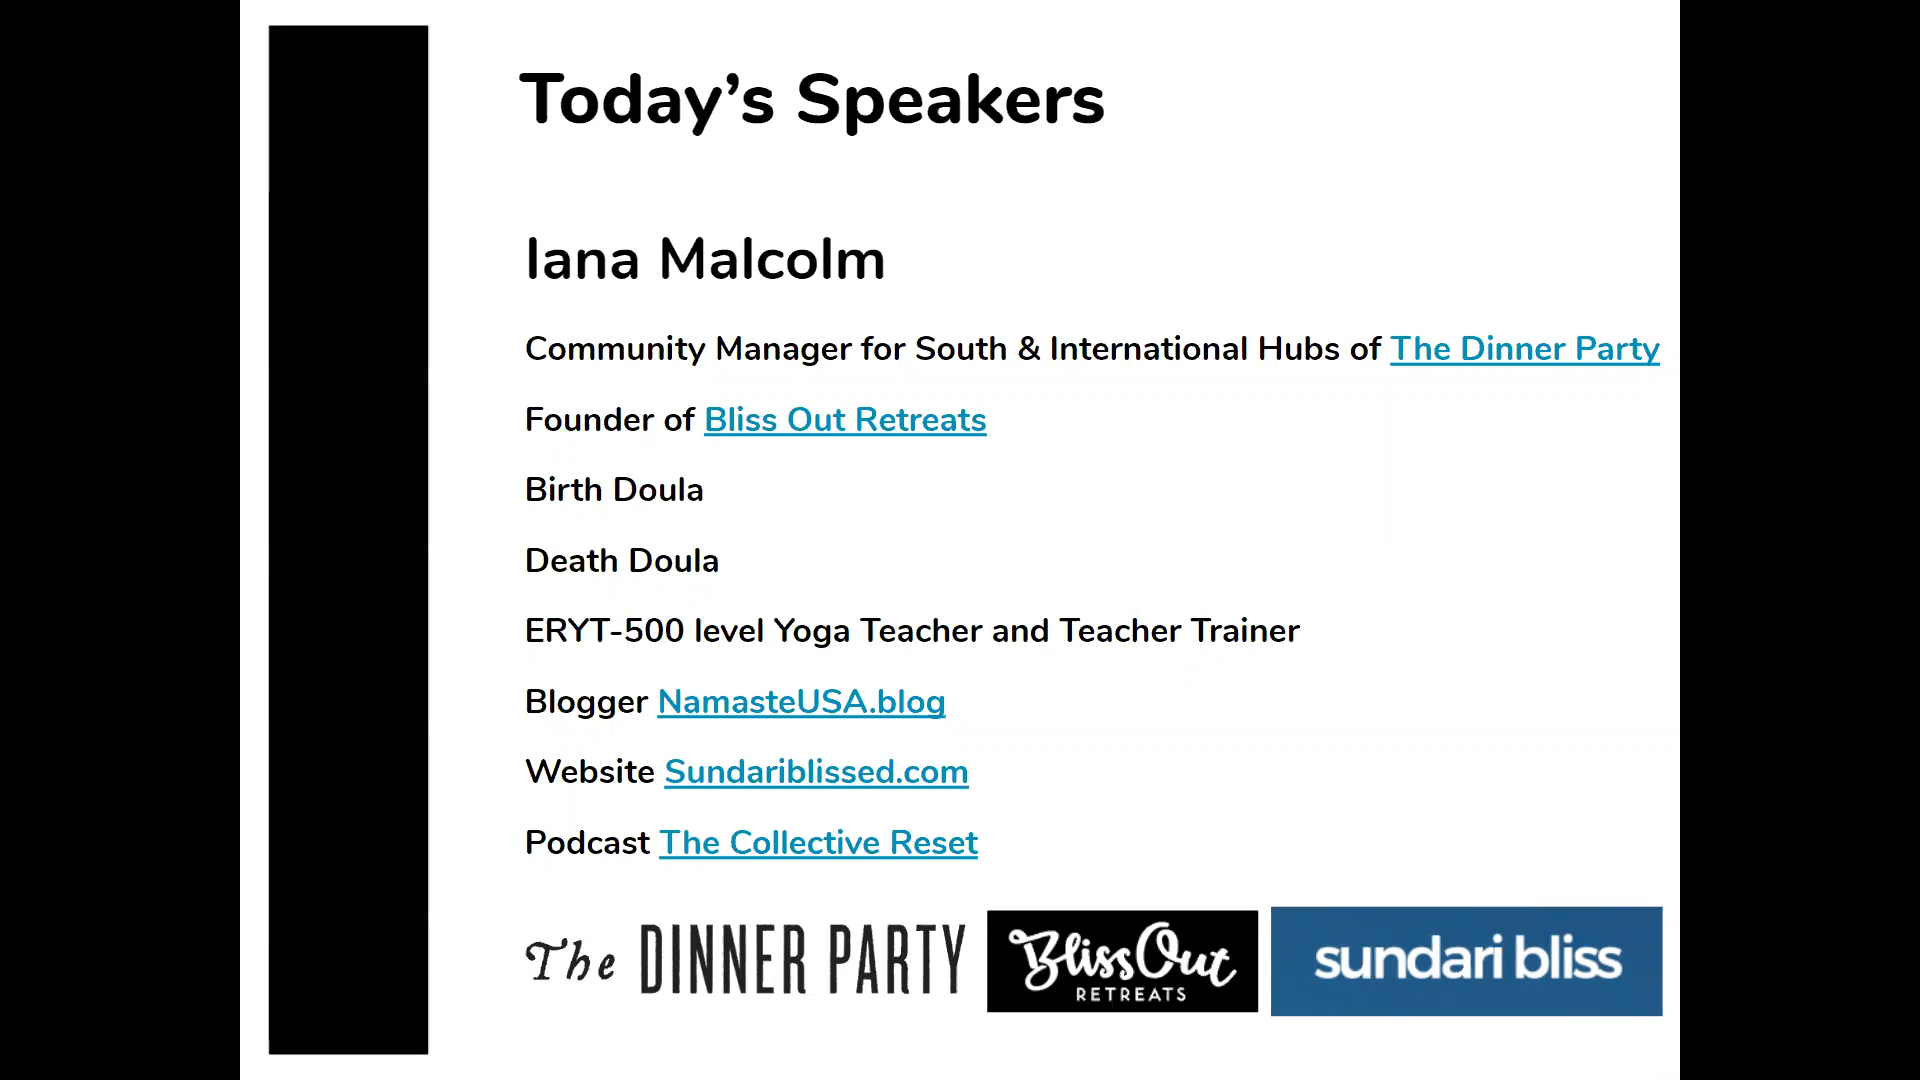 Today’s Speakers
Iana Malcolm
Community Manager for South & International Hubs of The Dinner Party
Founder of Bliss Out Retreats
Birth Doula
Death Doula
ERYT-500 level Yoga Teacher and Teacher Trainer
Blogger NamasteUSA.blog
Website Sundariblissed.com
Podcast The Collective Reset
The DINNER PARTY
Bliss Out
RETREATS
sundari bliss